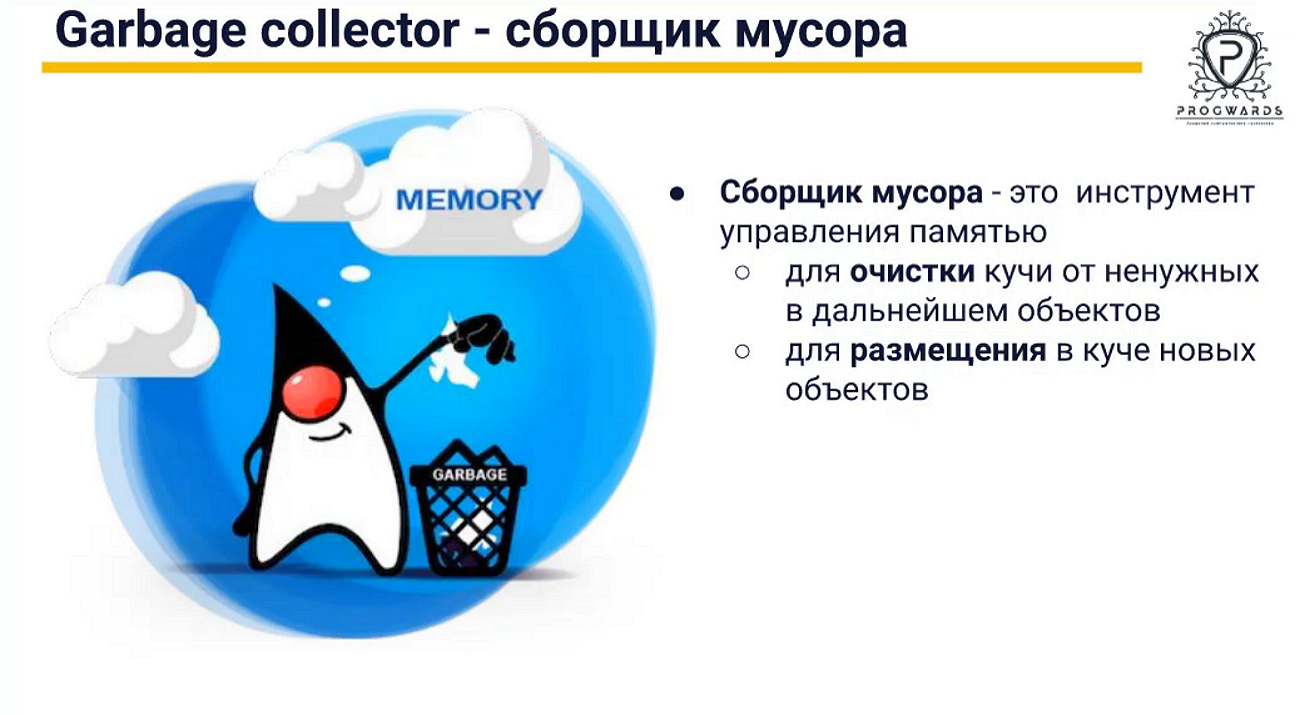 Garbage collector - сборщик мусора
PROGWARDS
MEMORY
● Сборщик мусора - это инструмент
управления памятью
○ для очистки кучи от ненужных
в дальнейшем объектов
○ для размещения в куче новых
объектов
GARBAGE